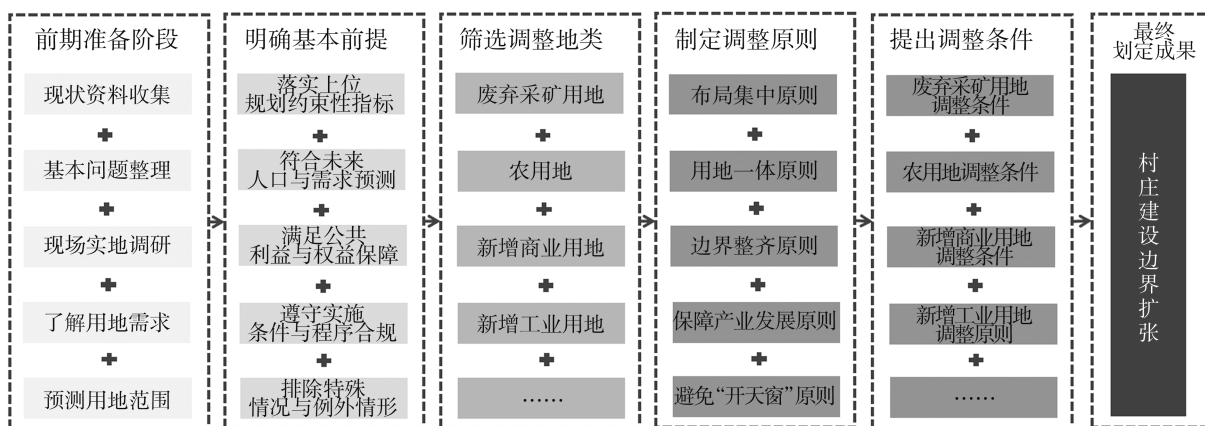 前期准备阶段
现状资料收集
基本问题整理
现场实地调研
了解用地需求
预测用地范围
明确基本前提
落实上位
规划约束性指标
符合未来
人口与需求预测
满足公共
利益与权益保障
遵守实施
条件与程序合规
排除特殊
情况与例外情形
筛选调整地类
废弃采矿用地
农用地
新增商业用地
新增工业用地
……
制定调整原则
布局集中原则
用地一体原则
边界整齐原则
保障产业发展原则
避免“开天窗”原则
提出调整条件
废弃采矿用地
调整条件
农用地调整条件
新增商业用地
调整条件
新增工业用地
调整原则
……
最终
划定成果
村庄建设边界扩张